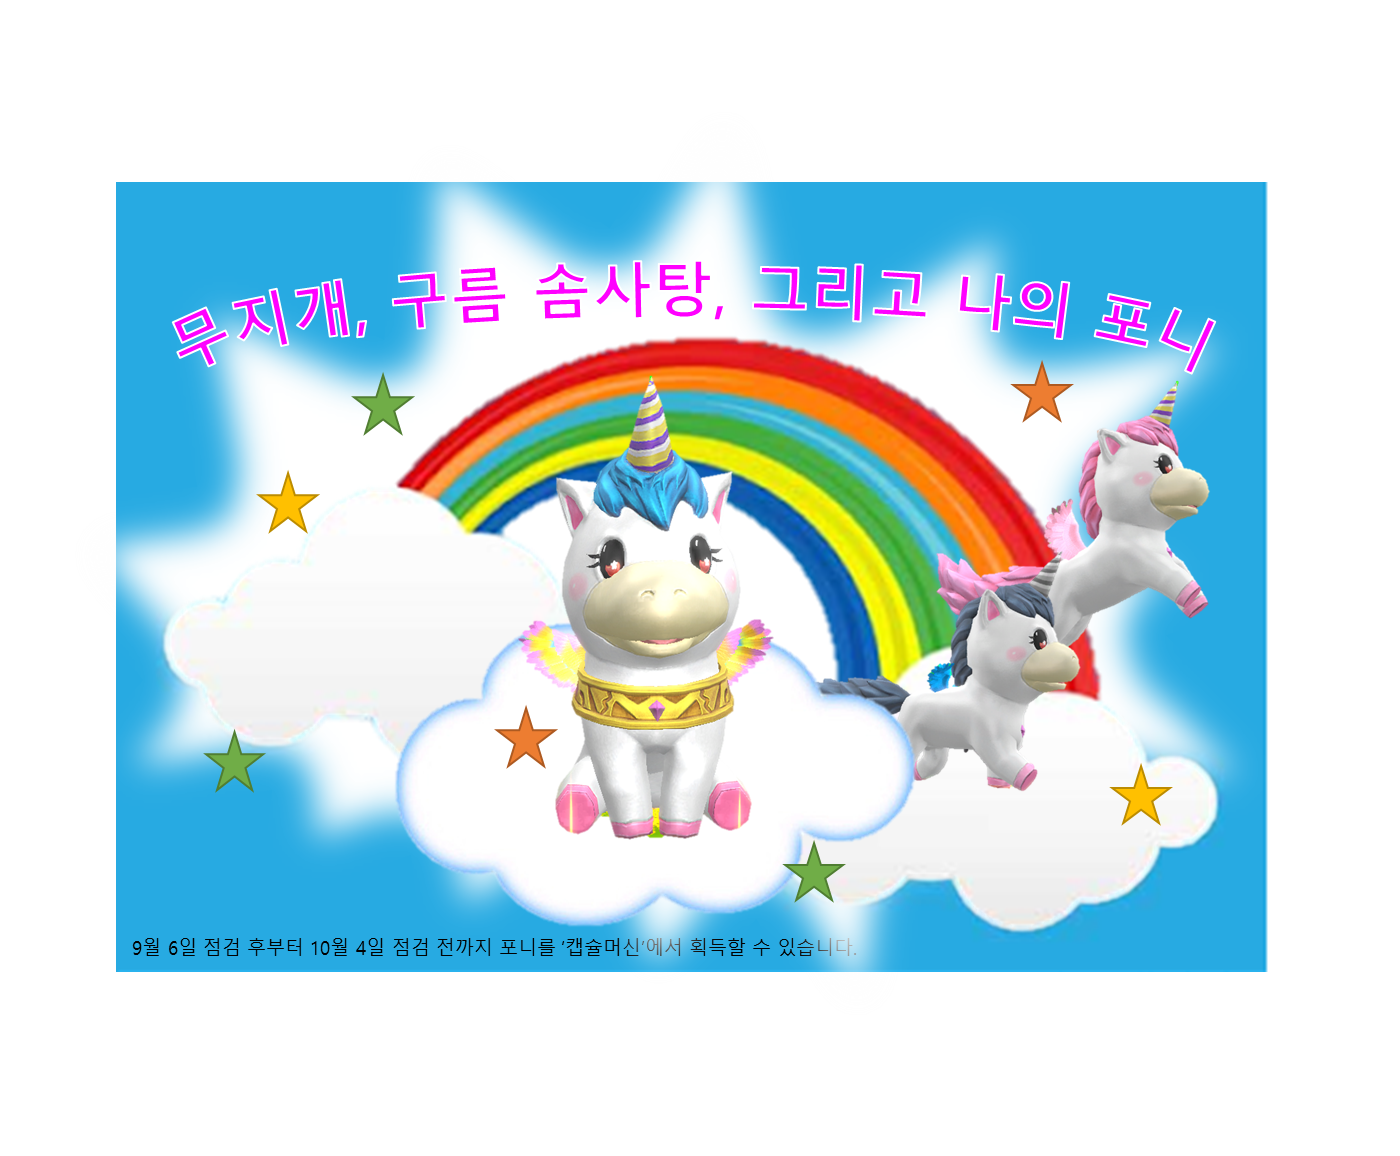 무지개, 구름 솜사탕, 그리고 나의 포니
9월 6일 점검 후부터 10월 4일 점검 전까지 포니를 ‘캡슐머신’에서 획득할 수 있습니다.